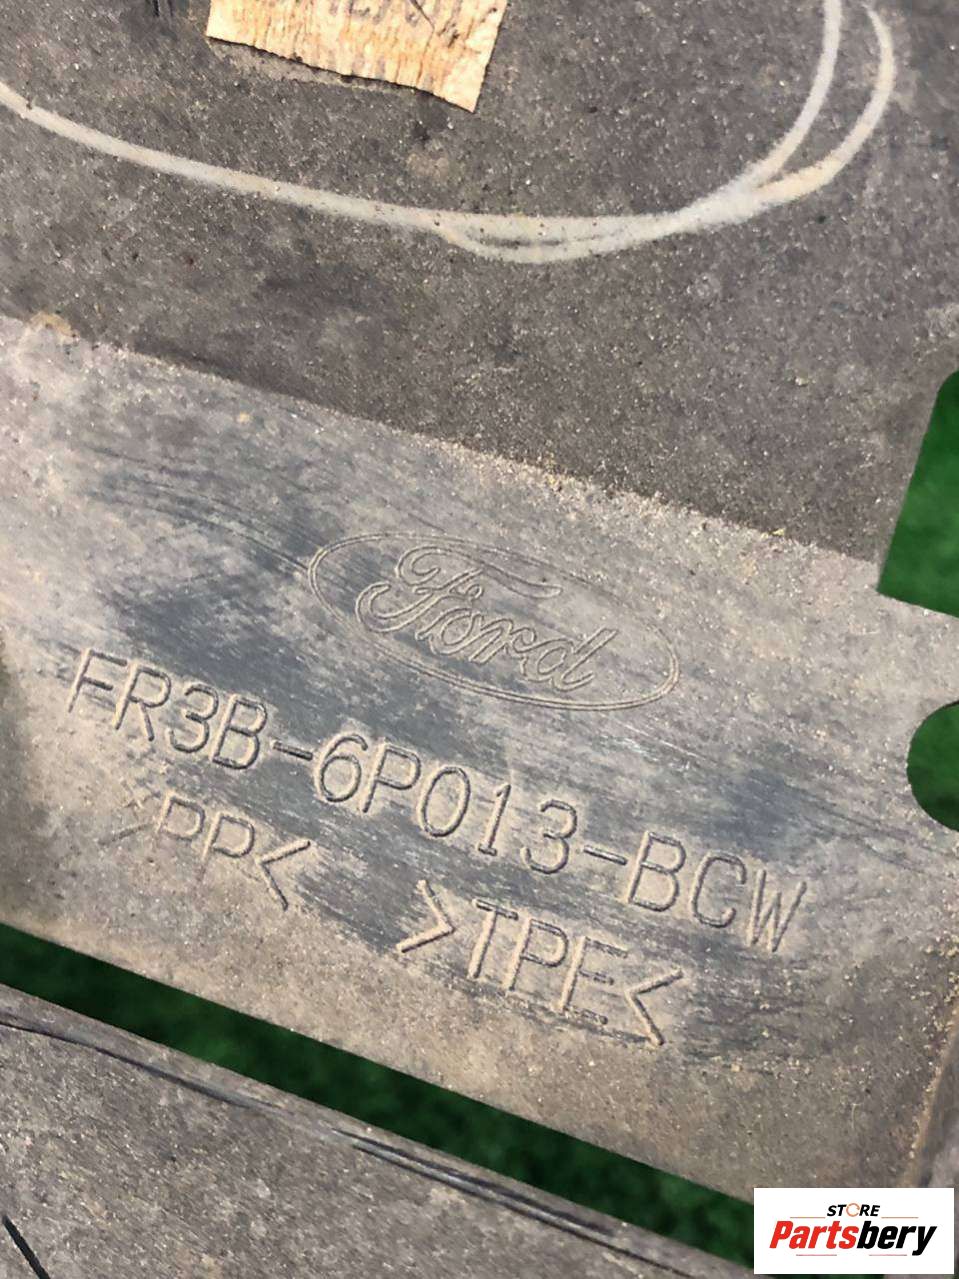 Ford
FR3B-6P013-BCW
>PP<
>TPE<
STORE
Partsbery